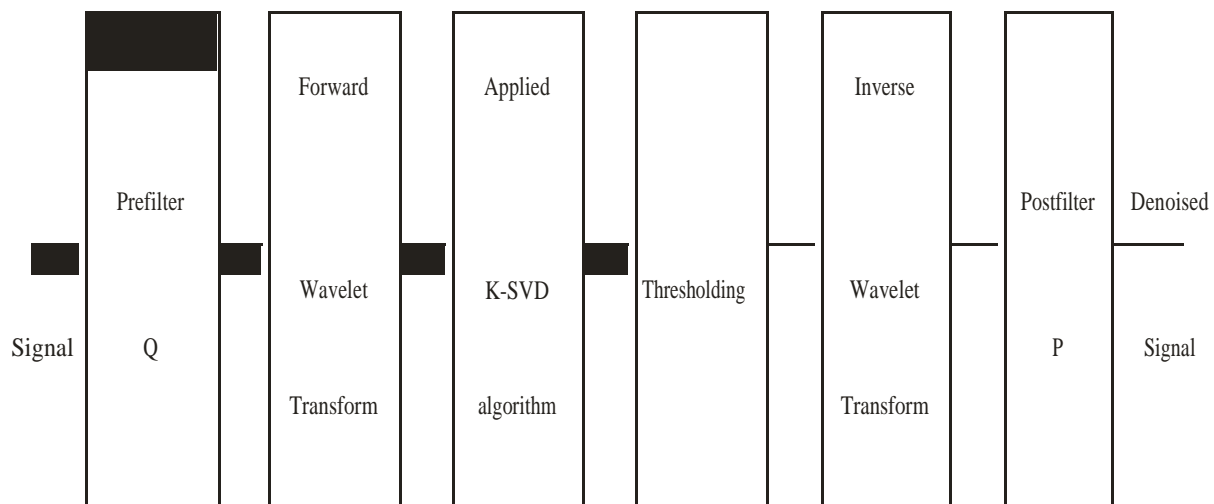 Signal
Prefilter
Q
Forward
Wavelet
Transform
Applied
K-SVD
algorithm
Thresholding
Inverse
Wavelet
Transform
Postfilter
P
Denoised
Signal